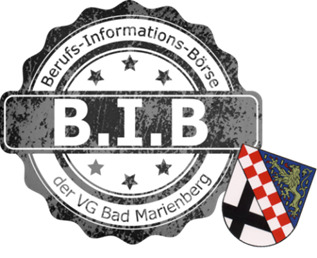 Berufs-Informations-Börse
B.I.B
der VG Bad Marienberg